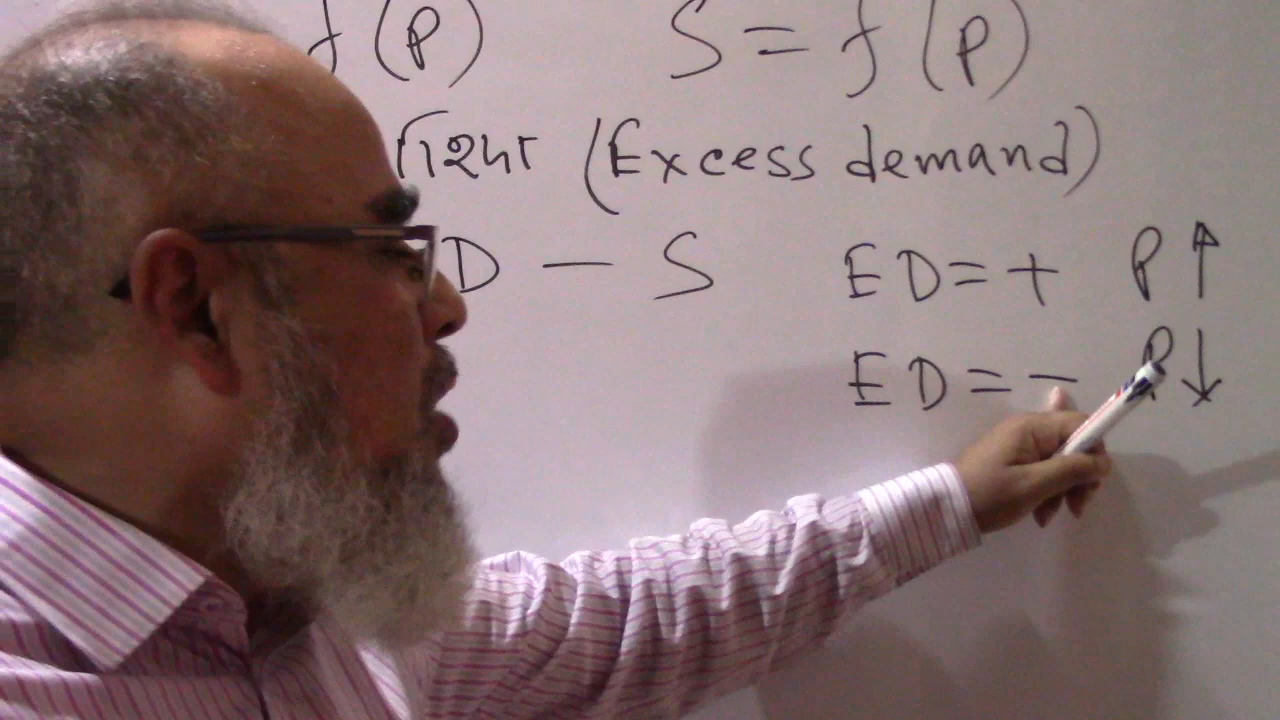 f(P) S = f(P)
(Excess demand)
D - S ED = + P ↑
ED = - P ↓